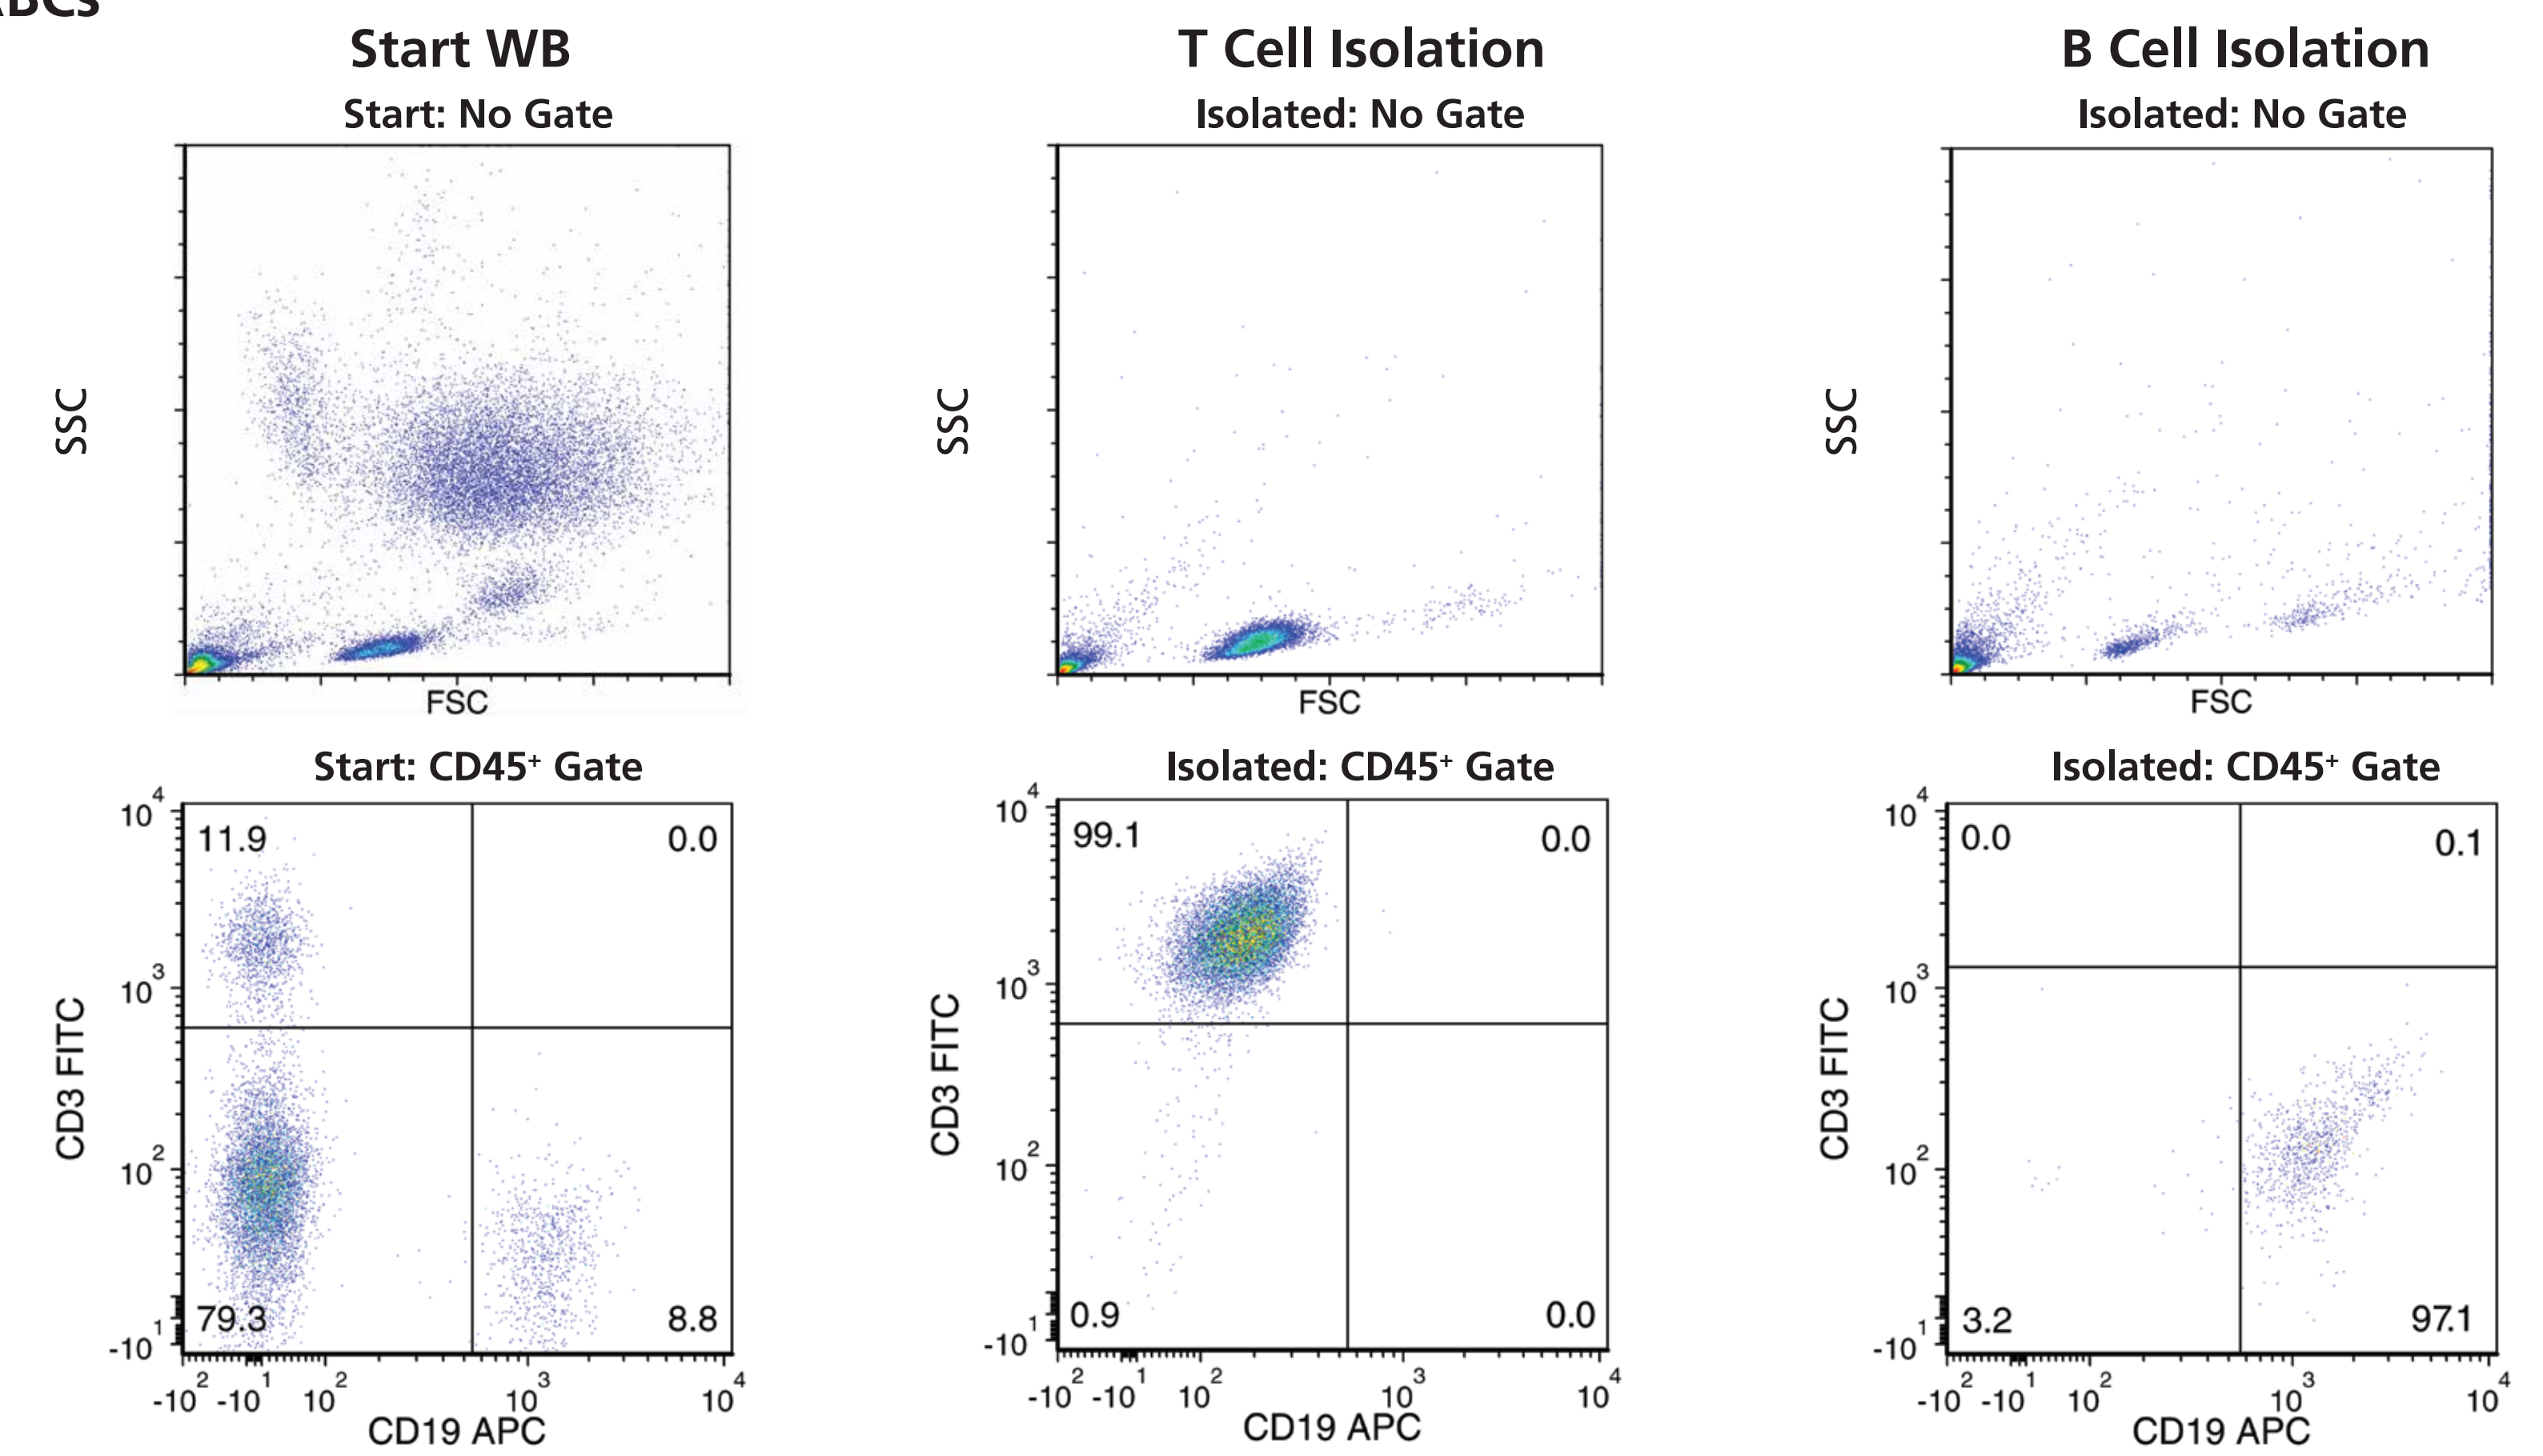 Start WB
Start: No Gate
SSC
FSC
T Cell Isolation
Isolated: No Gate
SSC
FSC
B Cell Isolation
Isolated: No Gate
SSC
FSC
Start: CD45⁺ Gate
10⁴
10³
10²
-10¹
CD3 FITC
11.9
0.0
79.3
8.8
-10² -10¹ 10² 10³ 10⁴
CD19 APC
Isolated: CD45⁺ Gate
10⁴
10³
10²
-10¹
CD3 FITC
99.1
0.0
0.9
0.0
-10² -10¹ 10² 10³ 10⁴
CD19 APC
Isolated: CD45⁺ Gate
10⁴
10³
10²
-10¹
CD3 FITC
0.0
0.1
3.2
97.1
-10² -10¹ 10² 10³ 10⁴
CD19 APC